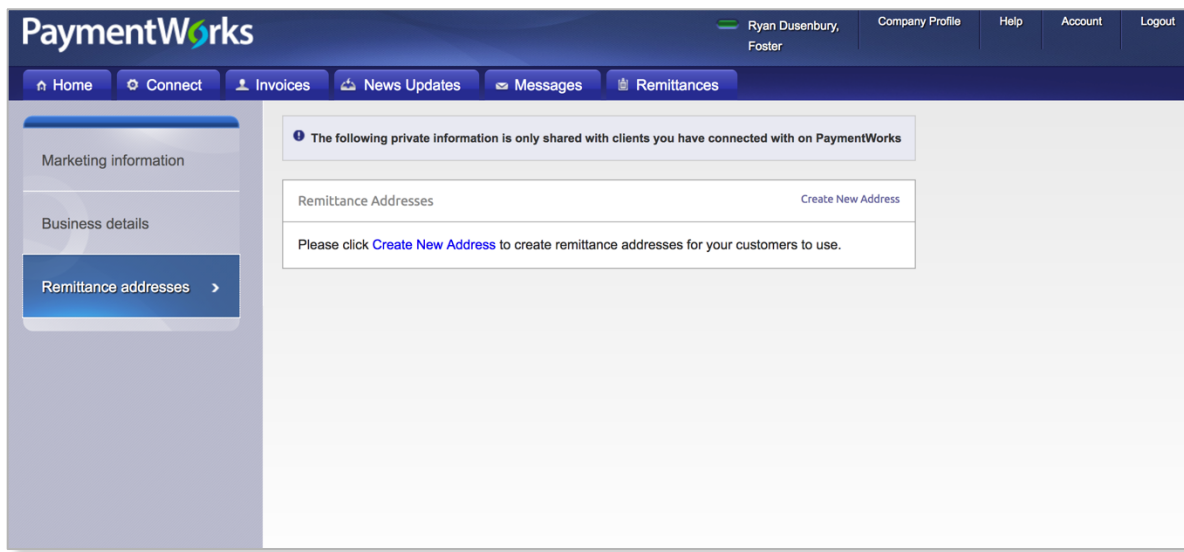 PaymentWorks
Ryan Dusenbury,
Foster
Company Profile
Help
Account
Logout
Home
Connect
Invoices
News Updates
Messages
Remittances
Marketing information
Business details
Remittance addresses
The following private information is only shared with clients you have connected with on PaymentWorks
Remittance Addresses
Create New Address
Please click Create New Address to create remittance addresses for your customers to use.